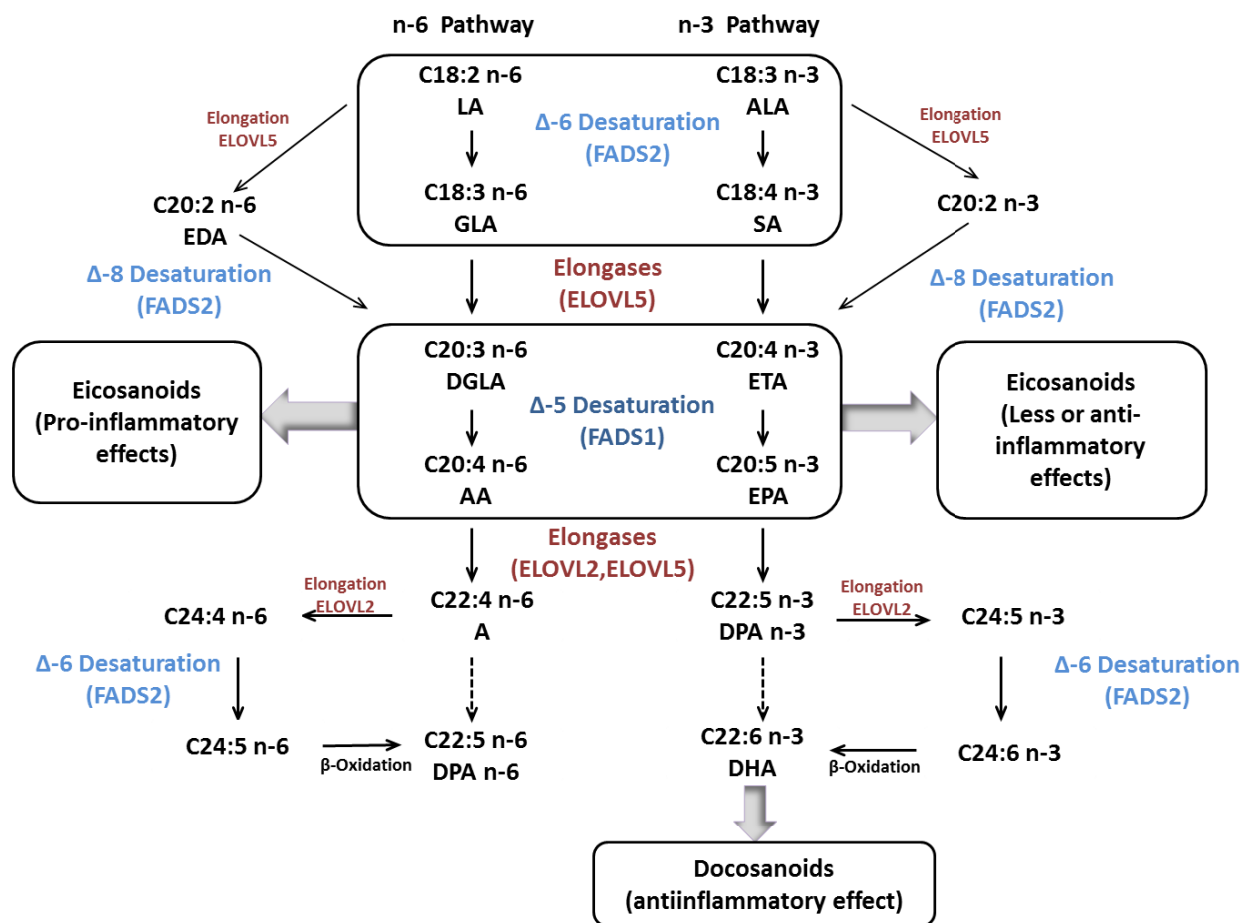 n-6 Pathway
n-3 Pathway
C18:2 n-6
LA
C18:3 n-3
ALA
Δ-6 Desaturation
(FADS2)
Elongation
ELOVL5
Elongation
ELOVL5
C18:3 n-6
GLA
C18:4 n-3
SA
C20:2 n-6
EDA
C20:2 n-3
Δ-8 Desaturation
(FADS2)
Elongases
(ELOVL5)
Δ-8 Desaturation
(FADS2)
C20:3 n-6
DGLA
C20:4 n-3
ETA
Eicosanoids
(Pro-inflammatory
effects)
Δ-5 Desaturation
(FADS1)
Eicosanoids
(Less or anti-
inflammatory
effects)
C20:4 n-6
AA
C20:5 n-3
EPA
Elongases
(ELOVL2,ELOVL5)
Elongation
ELOVL2
Elongation
ELOVL2
C24:4 n-6
C22:4 n-6
A
C22:5 n-3
DPA n-3
C24:5 n-3
Δ-6 Desaturation
(FADS2)
Δ-6 Desaturation
(FADS2)
C24:5 n-6
β-Oxidation
C22:5 n-6
DPA n-6
C22:6 n-3
DHA
β-Oxidation
C24:6 n-3
Docosanoids
(antiinflammatory effect)